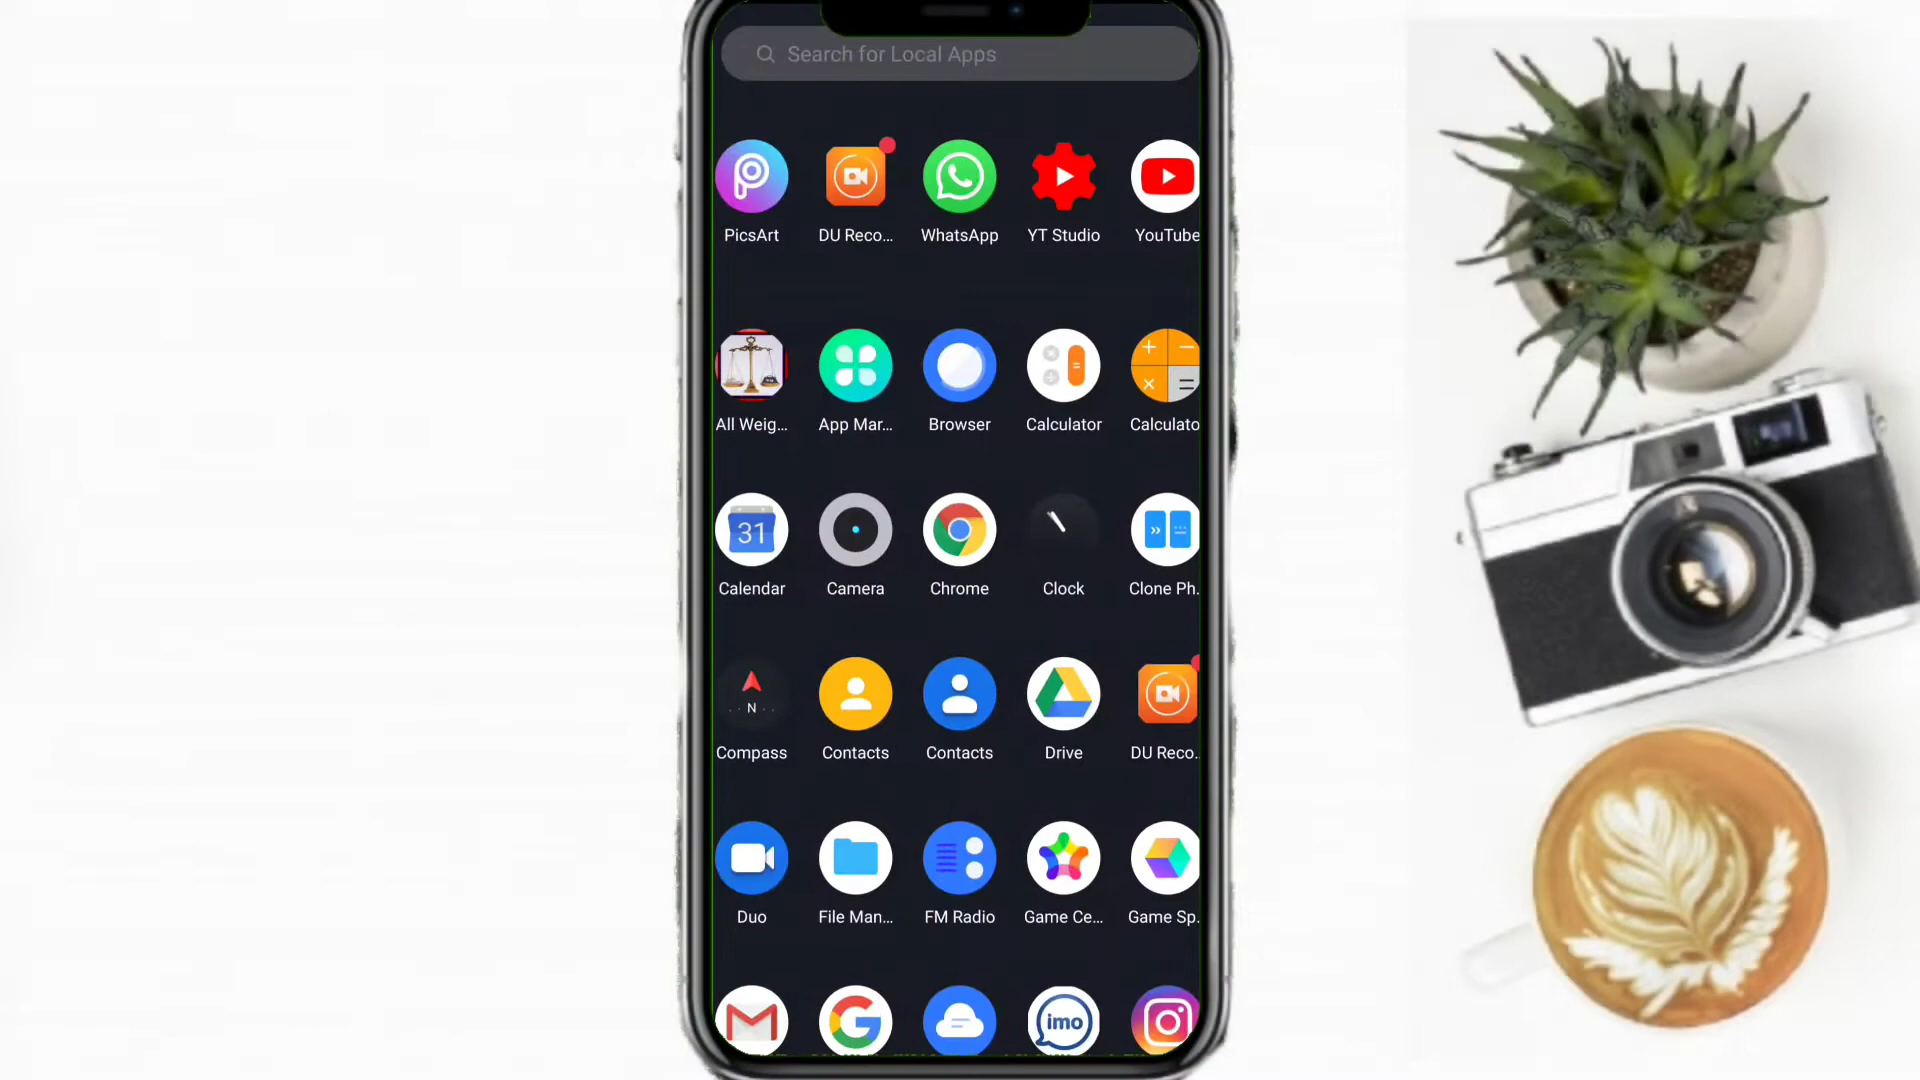 Search for Local Apps
PicsArt DU Reco... WhatsApp YT Studio YouTube
All Weig... App Mar... Browser Calculator Calculato
31
Calendar Camera Chrome Clock Clone Ph.
N
Compass Contacts Contacts Drive DU Reco.
Duo File Man... FM Radio Game Ce... Game Sp.
imo